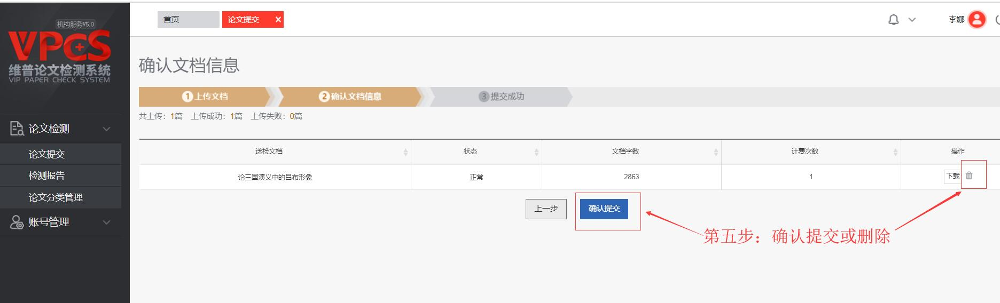 机构服务V5.0
VPCS
维普论文检测系统
VIP PAPER CHECK SYSTEM
首页
论文提交 ×
李娜
确认文档信息
1 上传文档
2 确认文档信息
3 提交成功
共上传：1篇 上传成功：1篇 上传失败：0篇
论文检测
论文提交
检测报告
论文分类管理
账号管理
送检文档 状态 文档字数 计费次数 操作
论三国演义中的吕布形象 正常 2863 1 下载
上一步 确认提交
第五步：确认提交或删除